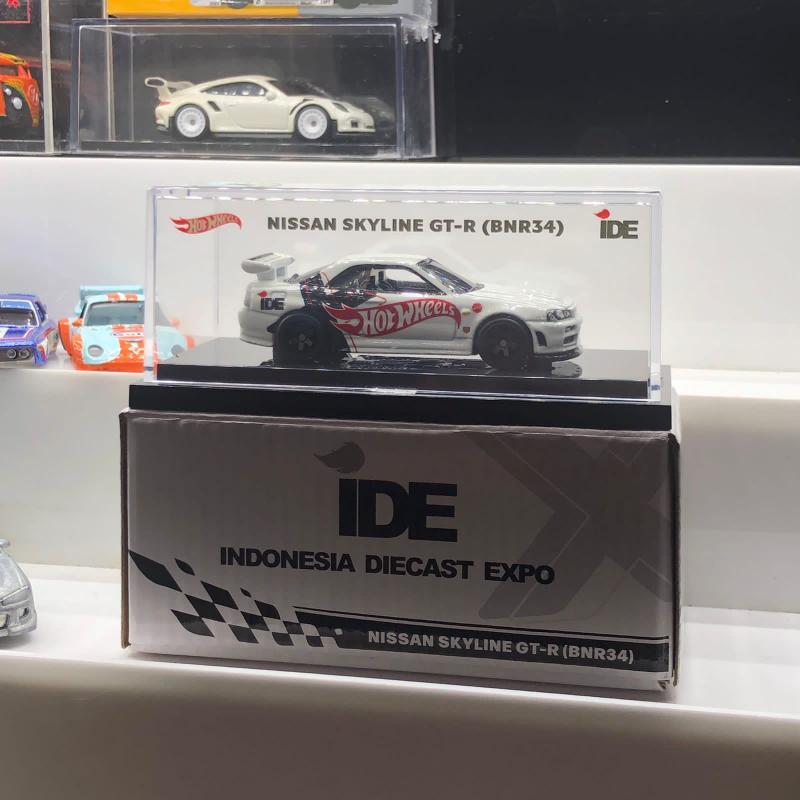 HOT WHEELS
NISSAN SKYLINE GT-R (BNR34)
IDE
IDE
HOT WHEELS
IDE
INDONESIA DIECAST EXPO
NISSAN SKYLINE GT-R (BNR34)